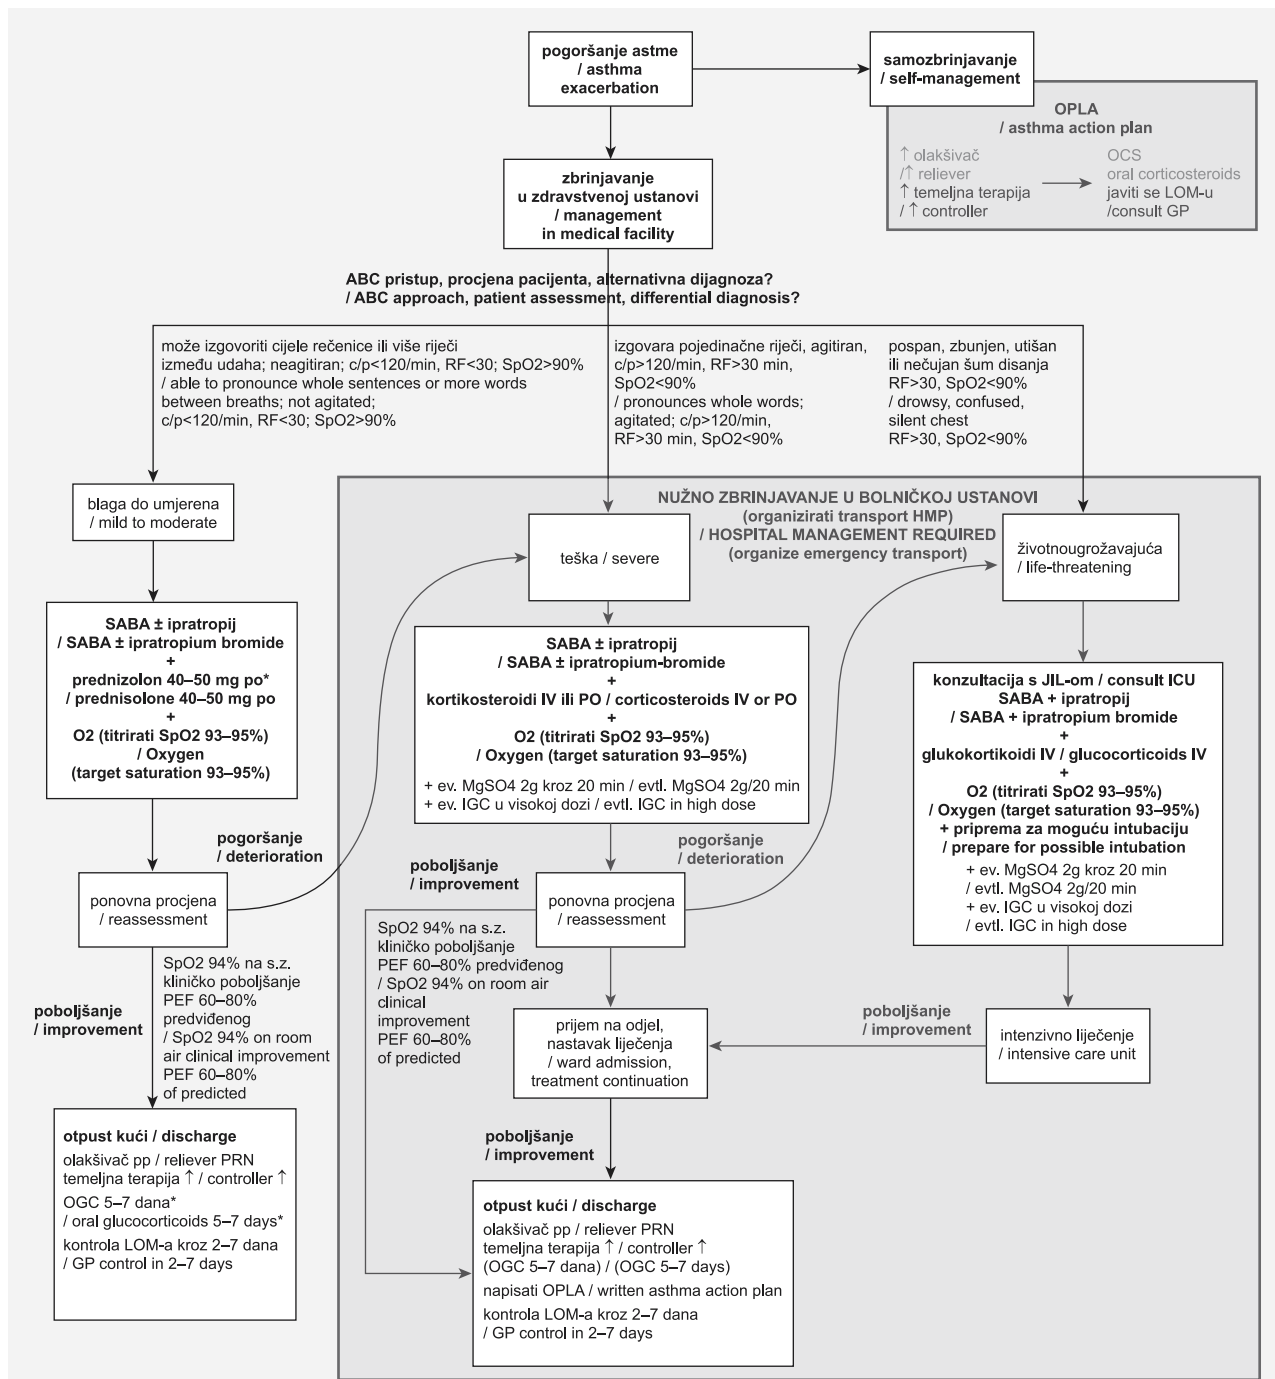 pogoršanje astme
/ asthma
exacerbation
samozbrinjavanje
/ self-management
OPLA
/ asthma action plan
↑ olakšivač
/↑ reliever
↑ temeljna terapija
/ ↑ controller
OCS
oral corticosteroids
javiti se LOM-u
/consult GP
zbrinjavanje
u zdravstvenoj ustanovi
/ management
in medical facility
ABC pristup, procjena pacijenta, alternativna dijagnoza?
/ ABC approach, patient assessment, differential diagnosis?
može izgovoriti cijele rečenice ili više riječi
između udaha; neagitiran; c/p<120/min, RF<30; SpO2>90%
/ able to pronounce whole sentences or more words
between breaths; not agitated;
c/p<120/min, RF<30; SpO2>90%
izgovara pojedinačne riječi, agitiran,
c/p>120/min, RF>30 min,
SpO2<90%
/ pronounces whole words;
agitated; c/p>120/min,
RF>30 min, SpO2<90%
pospan, zbunjen, utišan
ili nečujan šum disanja
RF>30, SpO2<90%
/ drowsy, confused,
silent chest
RF>30, SpO2<90%
blaga do umjerena
/ mild to moderate
NUŽNO ZBRINJAVANJE U BOLNIČKOJ USTANOVI
(organizirati transport HMP)
/ HOSPITAL MANAGEMENT REQUIRED
(organize emergency transport)
teška / severe
životnougrožavajuća
/ life-threatening
SABA ± ipratropij
/ SABA ± ipratropium bromide
+
prednizolon 40–50 mg po*
/ prednisolone 40–50 mg po
+
O2 (titrirati SpO2 93–95%)
/ Oxygen
(target saturation 93–95%)
SABA ± ipratropij
/ SABA ± ipratropium-bromide
+
kortikosteroidi IV ili PO / corticosteroids IV or PO
+
O2 (titrirati SpO2 93–95%)
/ Oxygen (target saturation 93–95%)
+ ev. MgSO4 2g kroz 20 min / evtl. MgSO4 2g/20 min
+ ev. IGC u visokoj dozi / evtl. IGC in high dose
konzultacija s JIL-om / consult ICU
SABA + ipratropij
/ SABA + ipratropium bromide
+
glukokortikoidi IV / glucocorticoids IV
+
O2 (titrirati SpO2 93–95%)
/ Oxygen (target saturation 93–95%)
+ priprema za moguću intubaciju
/ prepare for possible intubation
+ ev. MgSO4 2g kroz 20 min
/ evtl. MgSO4 2g/20 min
+ ev. IGC u visokoj dozi
/ evtl. IGC in high dose
pogoršanje
/ deterioration
ponovna procjena
/ reassessment
pogoršanje
/ deterioration
poboljšanje
/ improvement
ponovna procjena
/ reassessment
SpO2 94% na s.z.
kliničko poboljšanje
PEF 60–80%
predviđenog
/ SpO2 94% on room
air clinical improvement
PEF 60–80%
of predicted
poboljšanje
/ improvement
SpO2 94% na s.z.
kliničko poboljšanje
PEF 60–80% predviđenog
/ SpO2 94% on room air
clinical
improvement
PEF 60–80%
of predicted
prijem na odjel,
nastavak liječenja
/ ward admission,
treatment continuation
poboljšanje
/ improvement
intenzivno liječenje
/ intensive care unit
poboljšanje
/ improvement
otpust kući / discharge
olakšivač pp / reliever PRN
temeljna terapija ↑ / controller ↑
OGC 5–7 dana*
/ oral glucocorticoids 5–7 days*
kontrola LOM-a kroz 2–7 dana
/ GP control in 2–7 days
otpust kući / discharge
olakšivač pp / reliever PRN
temeljna terapija ↑ / controller ↑
(OGC 5–7 dana) / (OGC 5–7 days)
napisati OPLA / written asthma action plan
kontrola LOM-a kroz 2–7 dana
/ GP control in 2–7 days